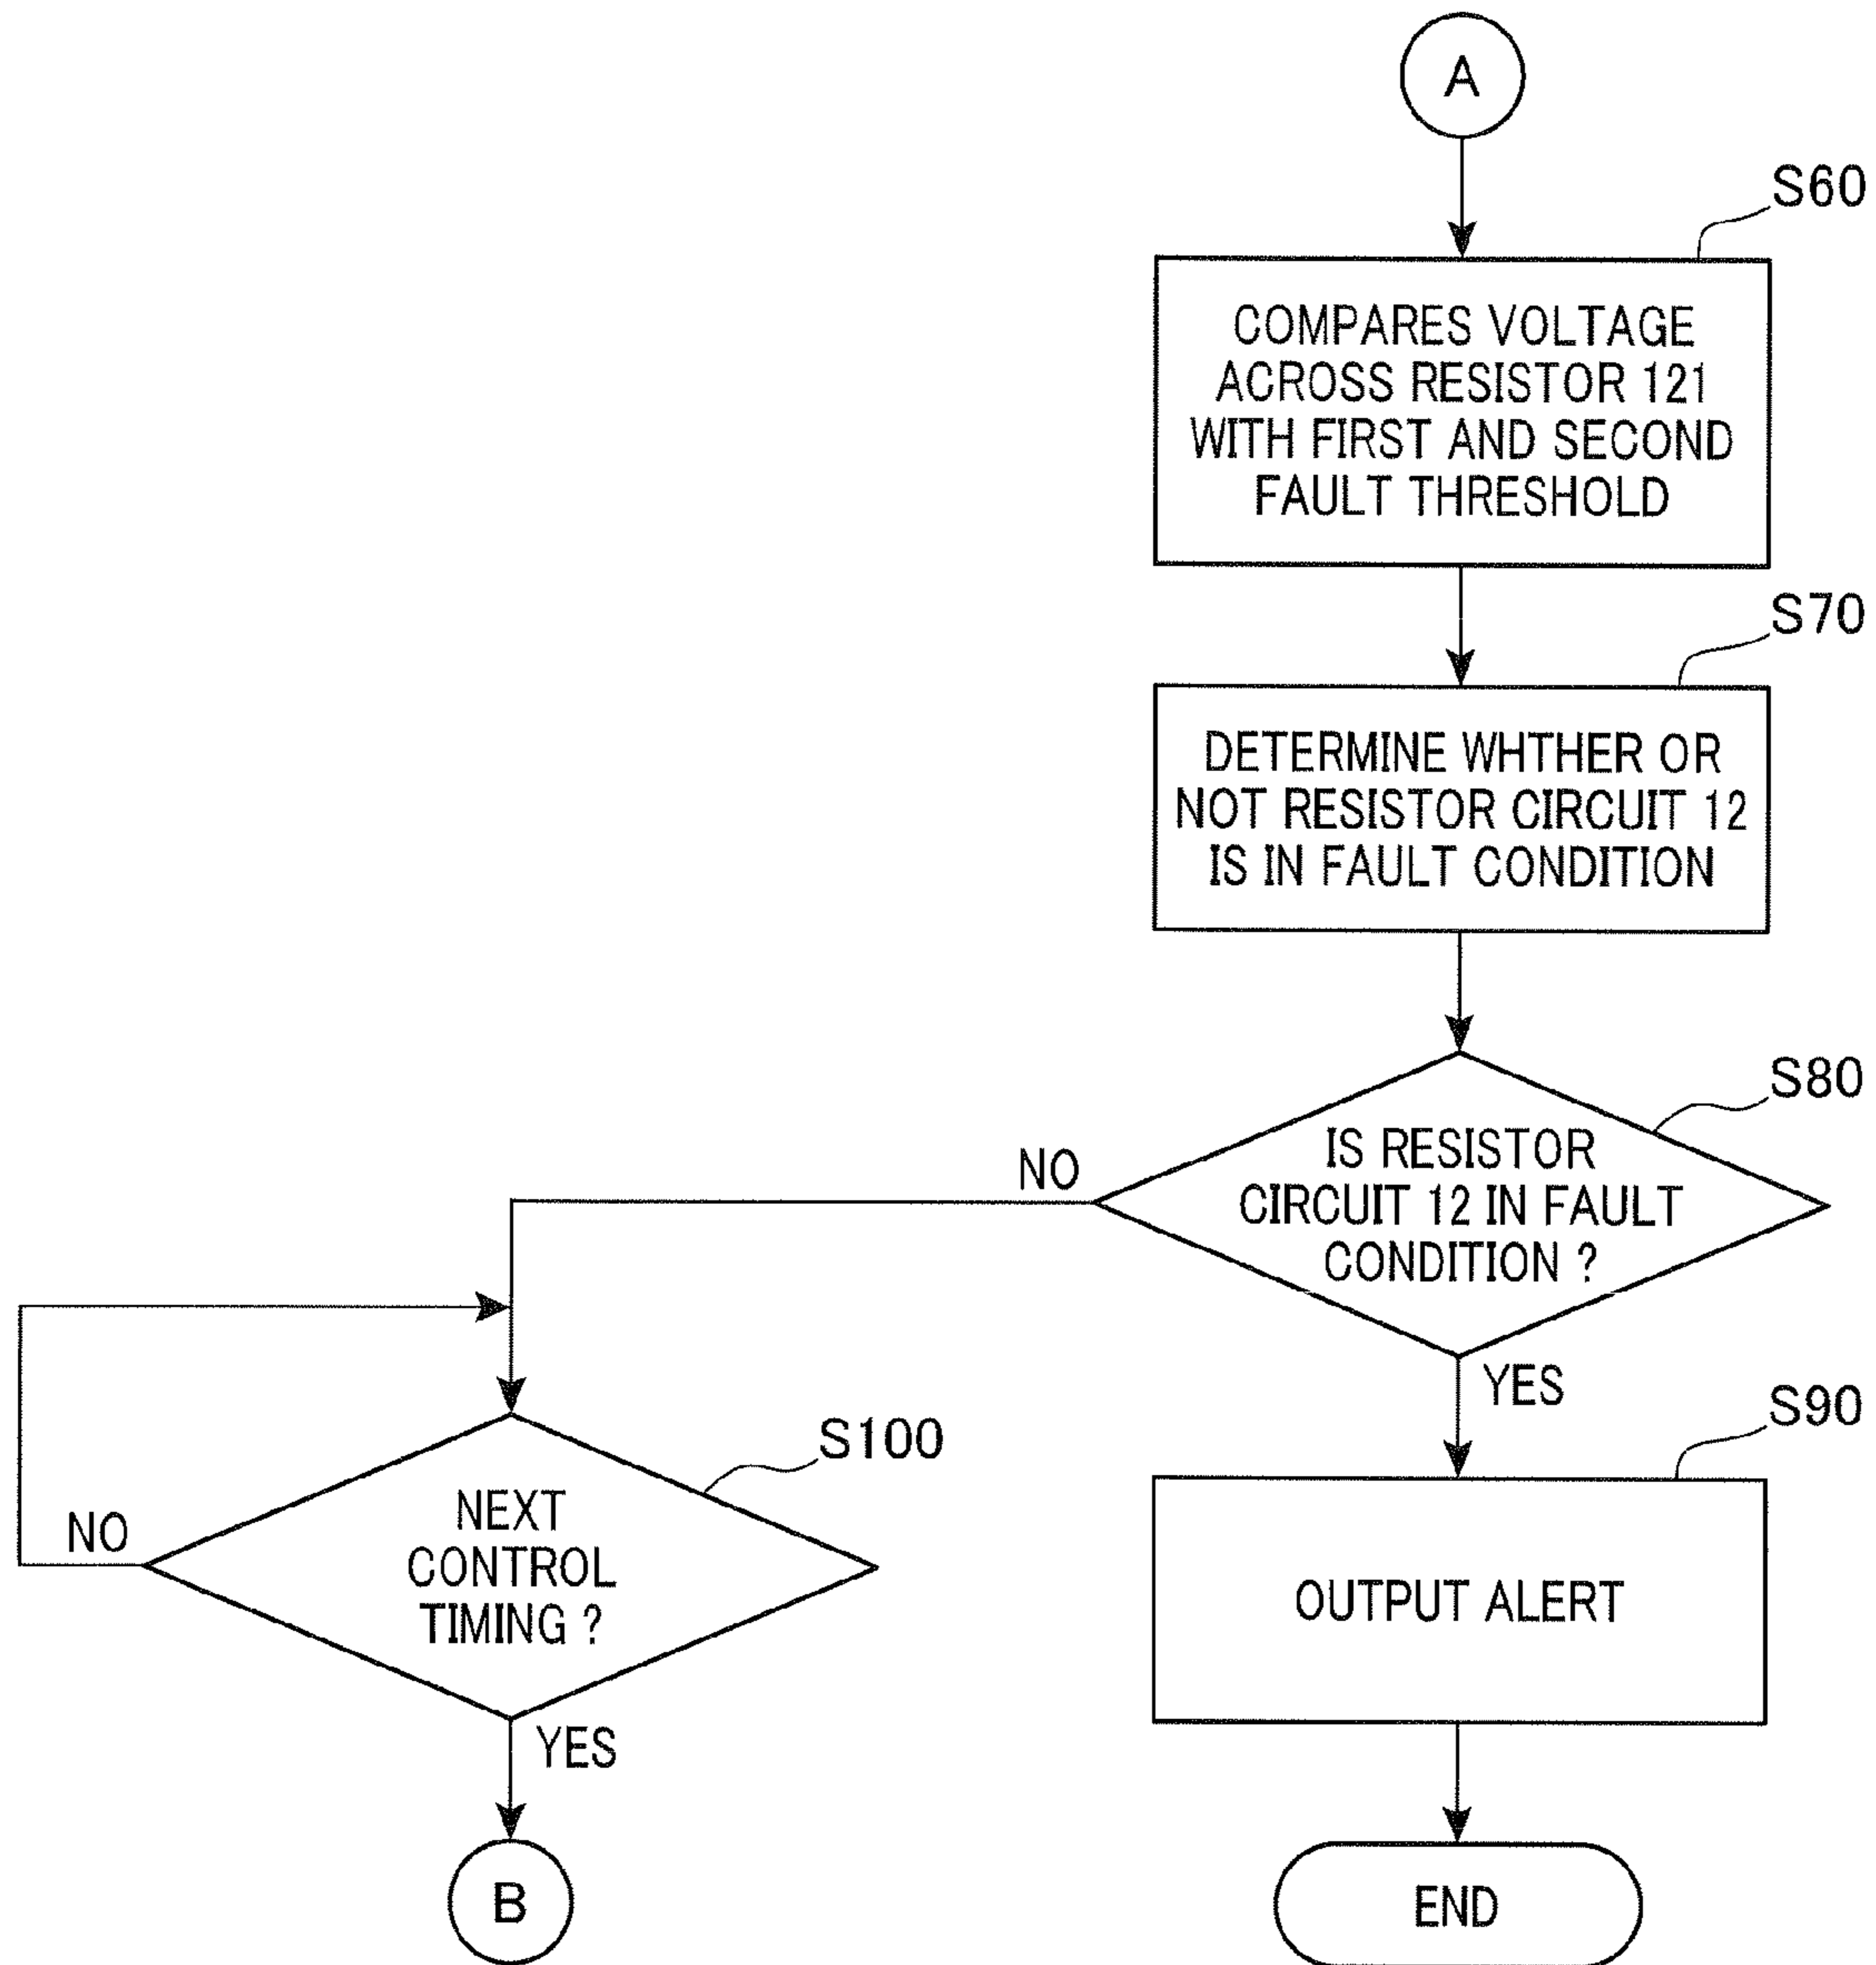 A
S60
COMPARES VOLTAGE
ACROSS RESISTOR 121
WITH FIRST AND SECOND
FAULT THRESHOLD
S70
DETERMINE WHTHER OR
NOT RESISTOR CIRCUIT 12
IS IN FAULT CONDITION
S80
IS RESISTOR
CIRCUIT 12 IN FAULT
CONDITION ?
NO
YES
S90
OUTPUT ALERT
END
S100
NEXT
CONTROL
TIMING ?
NO
YES
B